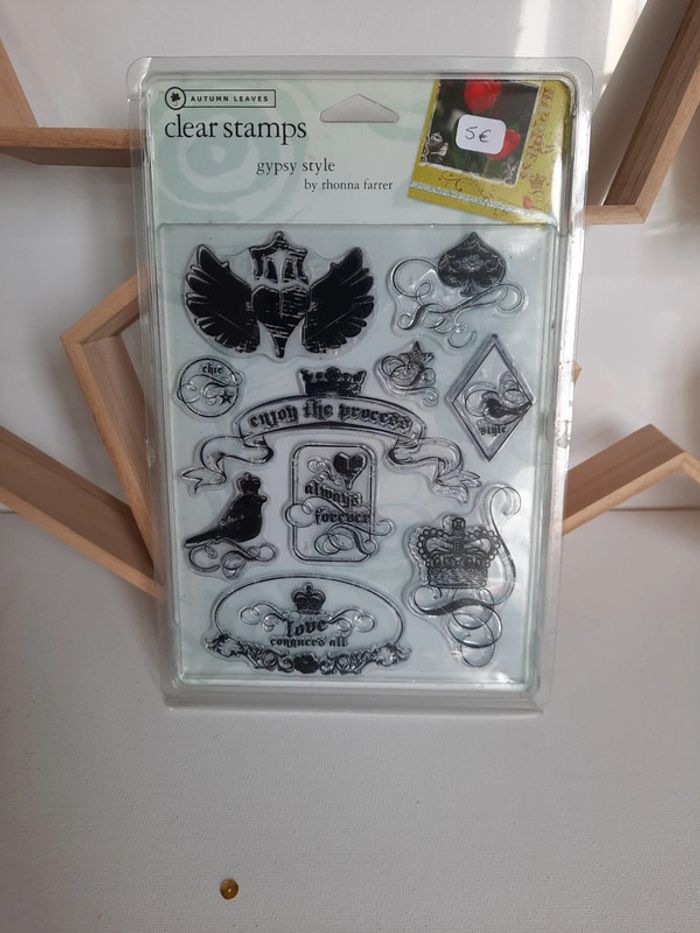 AUTUMN LEAVES
clear stamps
gypsy style
by rhonna farrer
5€
chic
enjoy the process
style
always
forever
love
conquers all